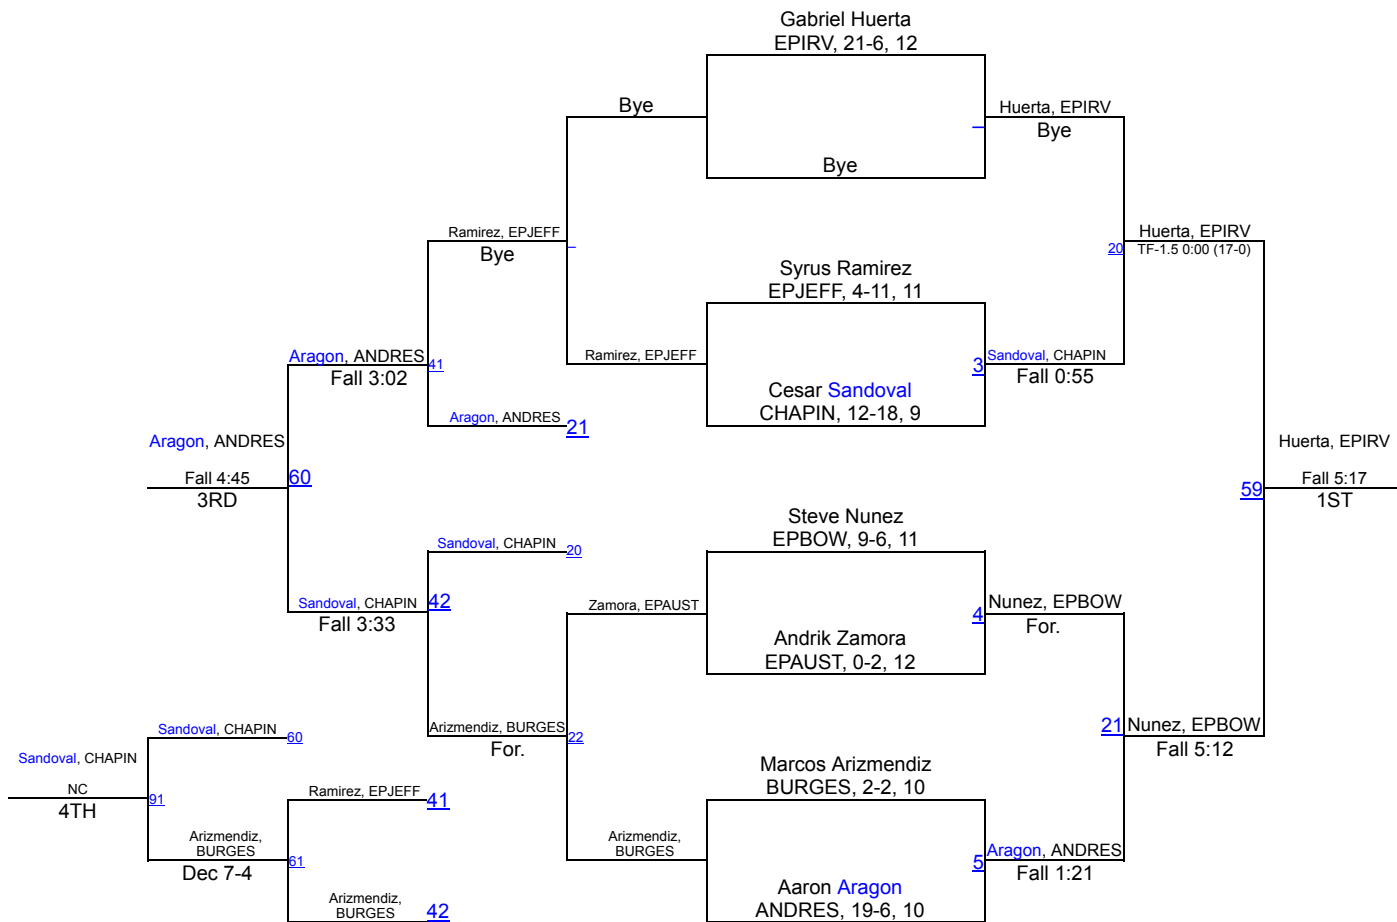 Gabriel Huerta
EPIRV, 21-6, 12
Bye
Huerta, EPIRV
Bye
Bye
Ramirez, EPJEFF
Bye
Huerta, EPIRV
20
TF-1.5 0:00 (17-0)
Syrus Ramirez
EPJEFF, 4-11, 11
Aragon, ANDRES
41
Fall 3:02
Ramirez, EPJEFF
3
Sandoval, CHAPIN
Fall 0:55
Cesar Sandoval
CHAPIN, 12-18, 9
Aragon, ANDRES
21
Aragon, ANDRES
Fall 4:45
60
3RD
Huerta, EPIRV
59
Fall 5:17
1ST
Steve Nunez
EPBOW, 9-6, 11
Sandoval, CHAPIN
20
Sandoval, CHAPIN
42
Fall 3:33
Zamora, EPAUST
4
Nunez, EPBOW
For.
Andrik Zamora
EPAUST, 0-2, 12
Arizmendiz, BURGES
22
For.
21
Nunez, EPBOW
Fall 5:12
Sandoval, CHAPIN
60
Sandoval, CHAPIN
NC
91
4TH
Marcos Arizmendiz
BURGES, 2-2, 10
Ramirez, EPJEFF
41
Arizmendiz,
BURGES
61
Dec 7-4
Arizmendiz,
BURGES
5
Aragon, ANDRES
Fall 1:21
Aaron Aragon
ANDRES, 19-6, 10
Arizmendiz,
BURGES
42